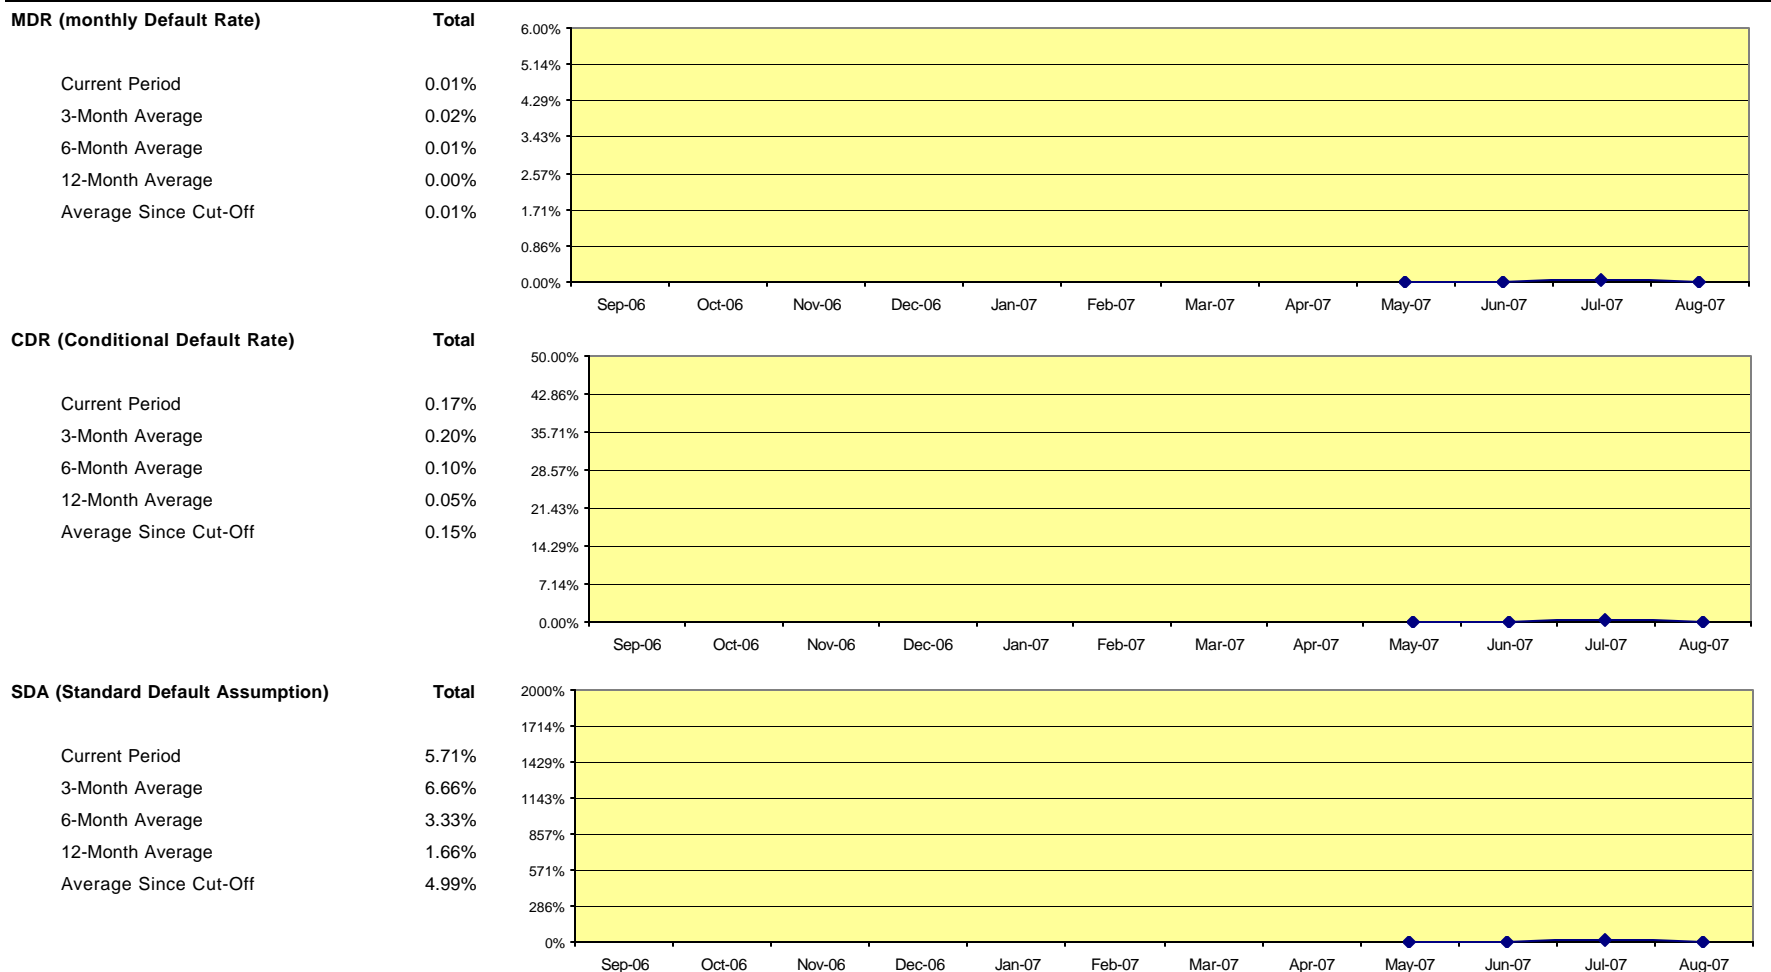 MDR (monthly Default Rate) Total
Current Period 0.01%
3-Month Average 0.02%
6-Month Average 0.01%
12-Month Average 0.00%
Average Since Cut-Off 0.01%
6.00%
5.14%
4.29%
3.43%
2.57%
1.71%
0.86%
0.00%
Sep-06 Oct-06 Nov-06 Dec-06 Jan-07 Feb-07 Mar-07 Apr-07 May-07 Jun-07 Jul-07 Aug-07
CDR (Conditional Default Rate) Total
Current Period 0.17%
3-Month Average 0.20%
6-Month Average 0.10%
12-Month Average 0.05%
Average Since Cut-Off 0.15%
50.00%
42.86%
35.71%
28.57%
21.43%
14.29%
7.14%
0.00%
Sep-06 Oct-06 Nov-06 Dec-06 Jan-07 Feb-07 Mar-07 Apr-07 May-07 Jun-07 Jul-07 Aug-07
SDA (Standard Default Assumption) Total
Current Period 5.71%
3-Month Average 6.66%
6-Month Average 3.33%
12-Month Average 1.66%
Average Since Cut-Off 4.99%
2000%
1714%
1429%
1143%
857%
571%
286%
0%
Sep-06 Oct-06 Nov-06 Dec-06 Jan-07 Feb-07 Mar-07 Apr-07 May-07 Jun-07 Jul-07 Aug-07